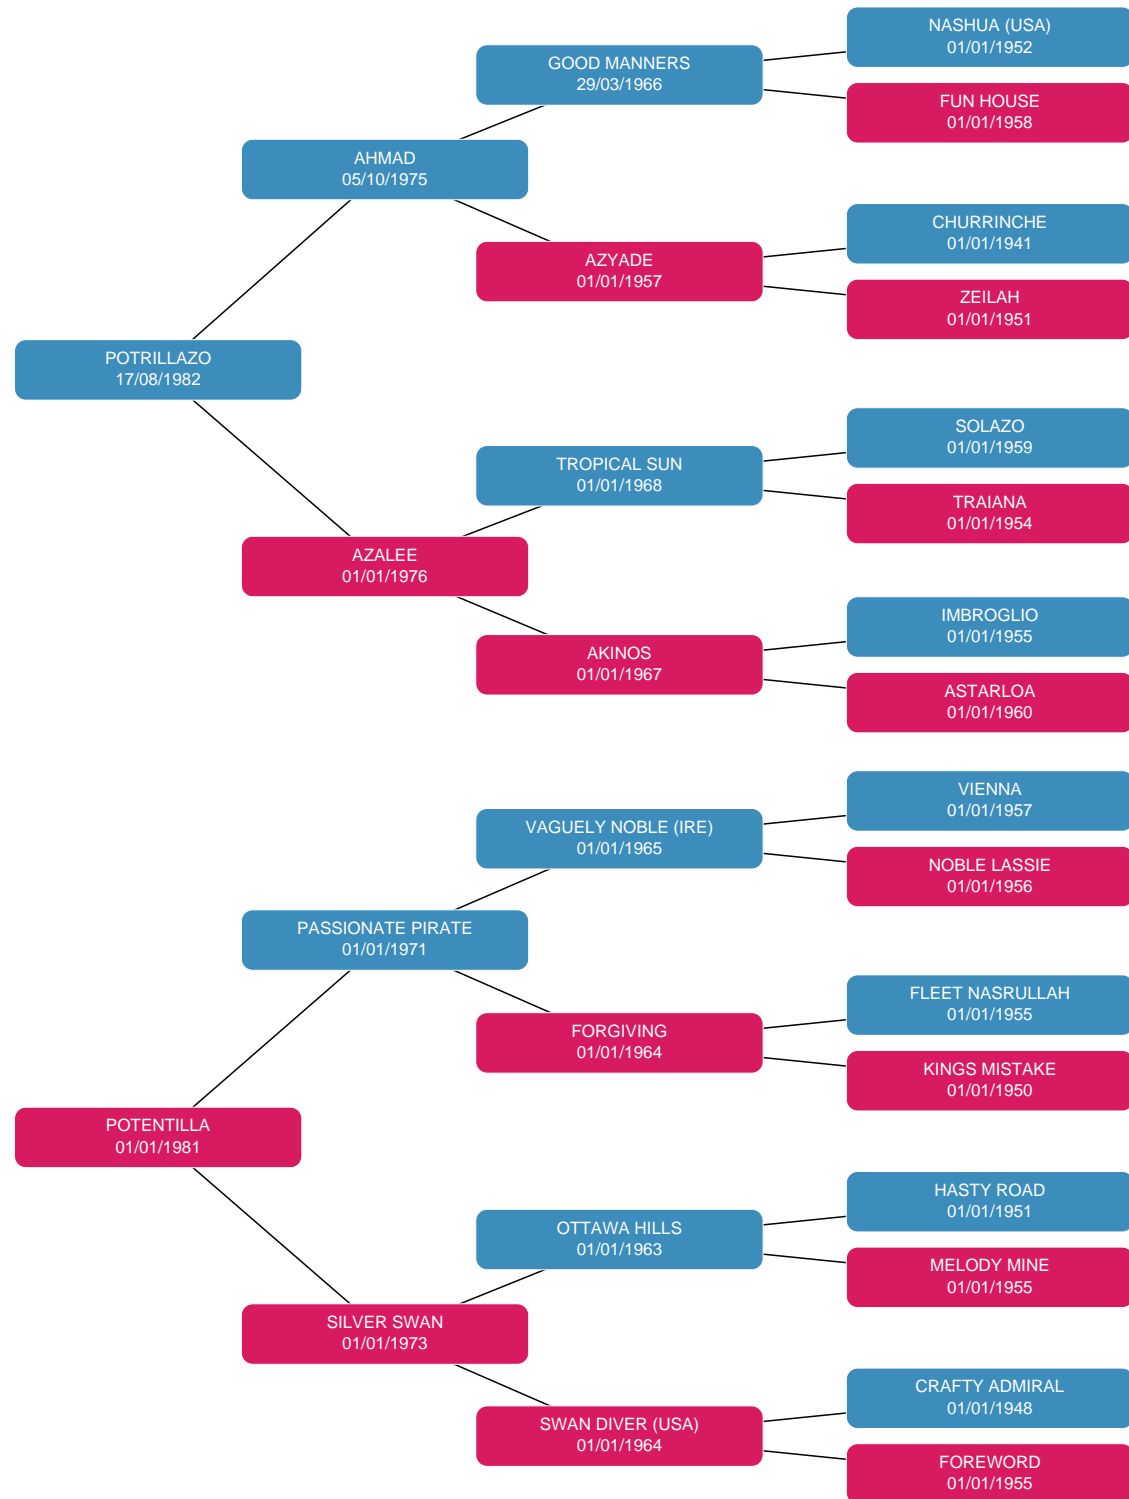 NASHUA (USA)
01/01/1952
GOOD MANNERS
29/03/1966
FUN HOUSE
01/01/1958
AHMAD
05/10/1975
CHURRINCHE
01/01/1941
AZYADE
01/01/1957
ZEILAH
01/01/1951
POTRILLAZO
17/08/1982
SOLAZO
01/01/1959
TROPICAL SUN
01/01/1968
TRAIANA
01/01/1954
AZALEE
01/01/1976
IMBROGLIO
01/01/1955
AKINOS
01/01/1967
ASTARLOA
01/01/1960
VIENNA
01/01/1957
VAGUELY NOBLE (IRE)
01/01/1965
NOBLE LASSIE
01/01/1956
PASSIONATE PIRATE
01/01/1971
FLEET NASRULLAH
01/01/1955
FORGIVING
01/01/1964
KINGS MISTAKE
01/01/1950
POTENTILLA
01/01/1981
HASTY ROAD
01/01/1951
OTTAWA HILLS
01/01/1963
MELODY MINE
01/01/1955
SILVER SWAN
01/01/1973
CRAFTY ADMIRAL
01/01/1948
SWAN DIVER (USA)
01/01/1964
FOREWORD
01/01/1955